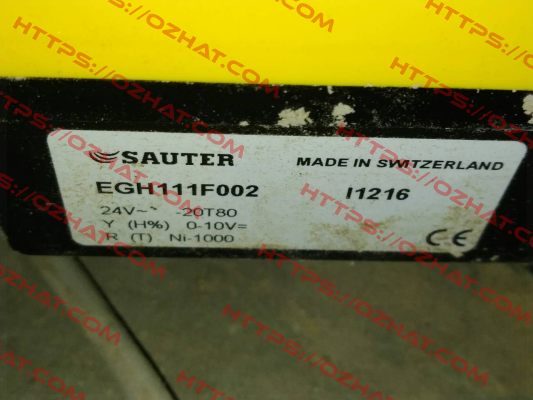 SAUTER MADE IN SWITZERLAND
EGH111F002 I1216
24V~ -20T80
Y (H%) 0-10V=
R (T) Ni-1000
CE
HTTPS://OZHAT.COM